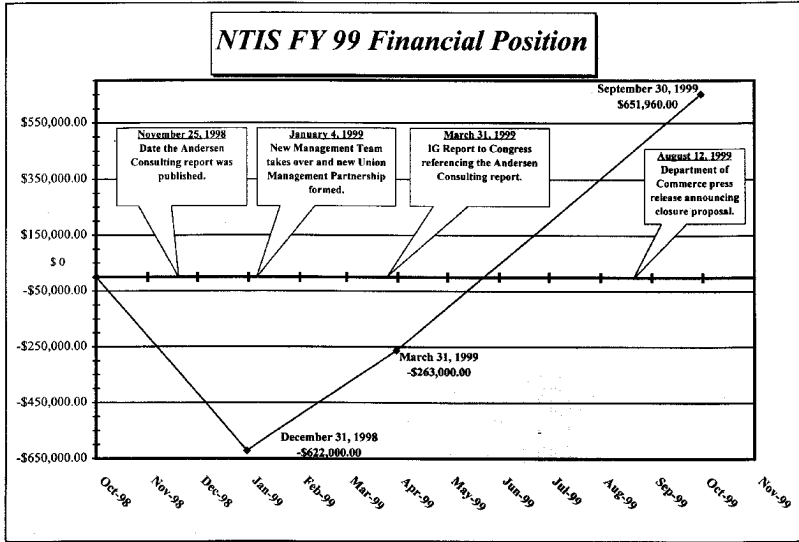 NTIS FY 99 Financial Position
September 30, 1999
$651,960.00
$550,000.00
$350,000.00
$150,000.00
$ 0
-$50,000.00
-$250,000.00
-$450,000.00
-$650,000.00
November 25, 1998
Date the Andersen
Consulting report was
published.
January 4, 1999
New Management Team
takes over and new Union
Management Partnership
formed.
March 31, 1999
IG Report to Congress
referencing the Andersen
Consulting report.
August 12, 1999
Department of
Commerce press
release announcing
closure proposal.
March 31, 1999
-$263,000.00
December 31, 1998
-$622,000.00
Oct-98
Nov-98
Dec-98
Jan-99
Feb-99
Mar-99
Apr-99
May-99
Jun-99
Jul-99
Aug-99
Sep-99
Oct-99
Nov-99